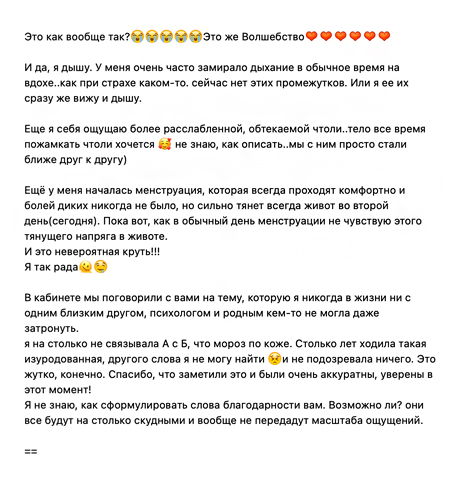 Это как вообще так?😭😭😭😭😭Это же Волшебство❤️❤️❤️❤️❤️❤️
И да, я дышу. У меня очень часто замирало дыхание в обычное время на
вдохе..как при страхе каком-то. сейчас нет этих промежутков. Или я ее их
сразу же вижу и дышу.
Еще я себя ощущаю более расслабленной, обтекаемой чтоли..тело все время
пожамкать чтоли хочется 🥰 не знаю, как описать..мы с ним просто стали
ближе друг к другу)
Ещё у меня началась менструация, которая всегда проходят комфортно и
болей диких никогда не было, но сильно тянет всегда живот во второй
день(сегодня). Пока вот, как в обычный день менструации не чувствую этого
тянущего напряга в животе.
И это невероятная круть!!!
Я так рада🫠🤤
В кабинете мы поговорили с вами на тему, которую я никогда в жизни ни с
одним близким другом, психологом и родным кем-то не могла даже
затронуть.
я на столько не связывала А с Б, что мороз по коже. Столько лет ходила такая
изуродованная, другого слова я не могу найти 😣и не подозревала ничего. Это
жутко, конечно. Спасибо, что заметили это и были очень аккуратны, уверены в
этот момент!
Я не знаю, как сформулировать слова благодарности вам. Возможно ли? они
все будут на столько скудными и вообще не передадут масштаба ощущений.
==